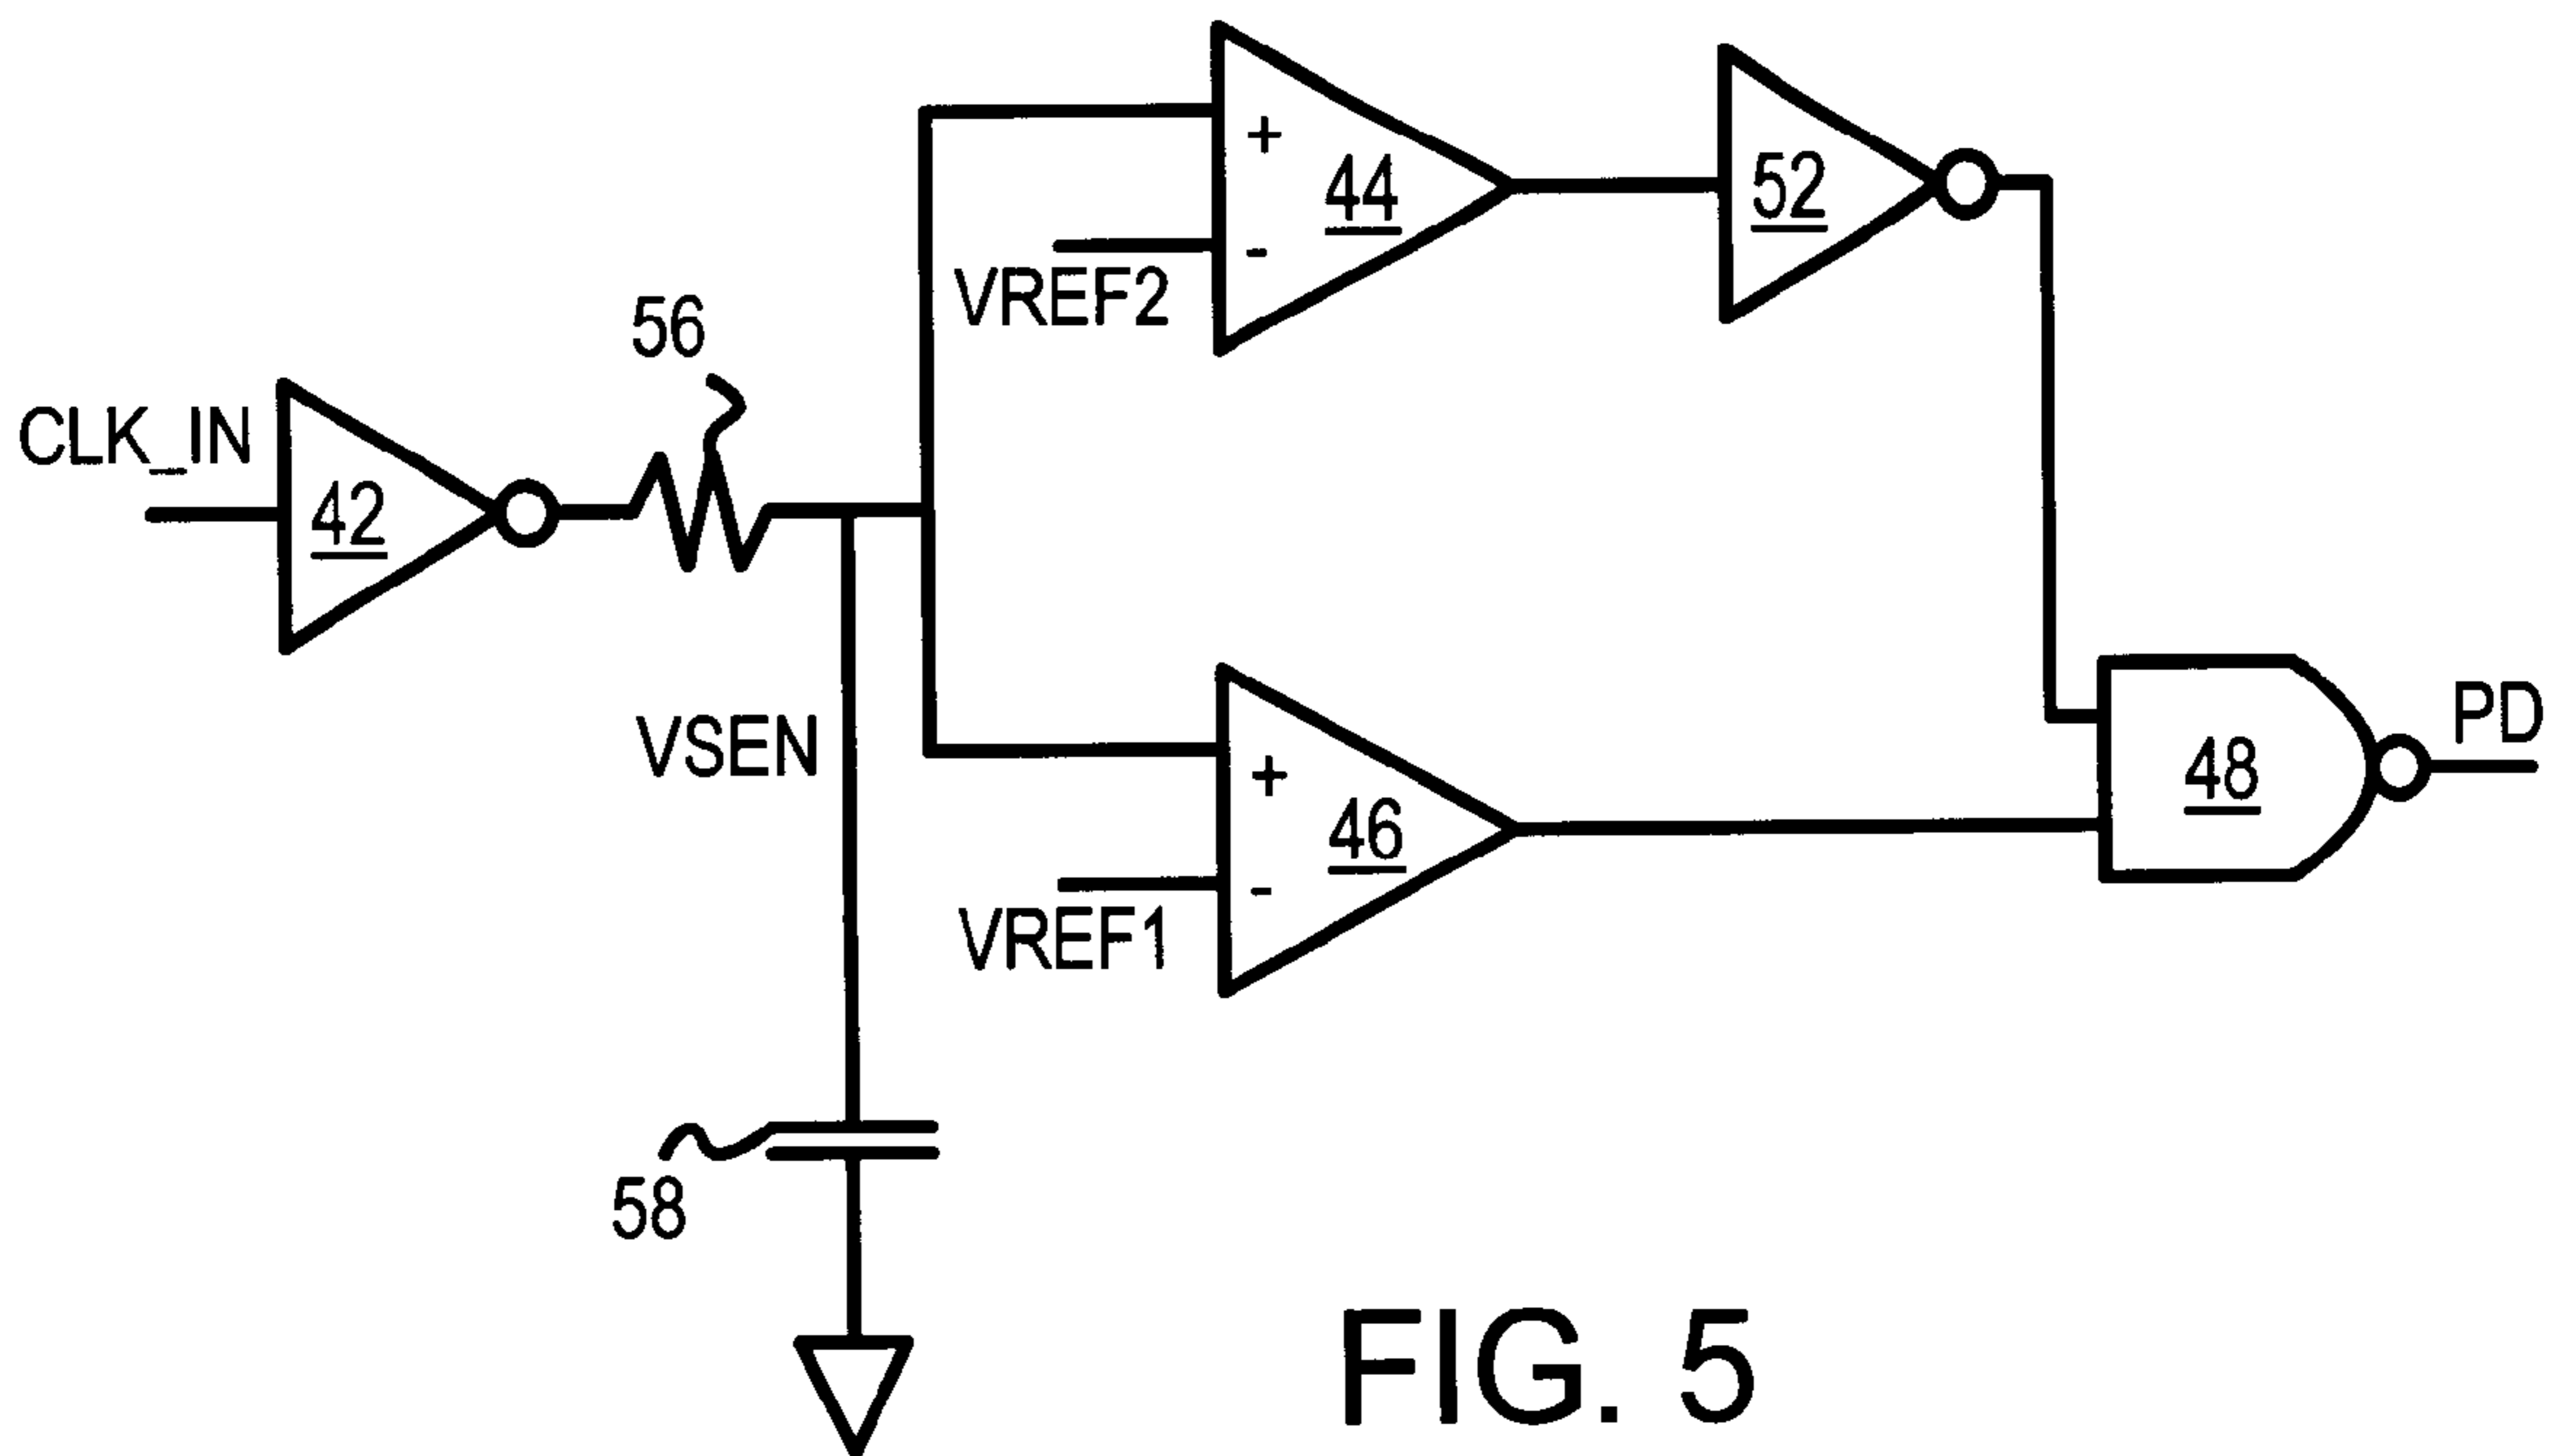 +
44
-
52
VREF2
56
CLK_IN
42
VSEN
+
46
-
VREF1
48
PD
58
FIG. 5